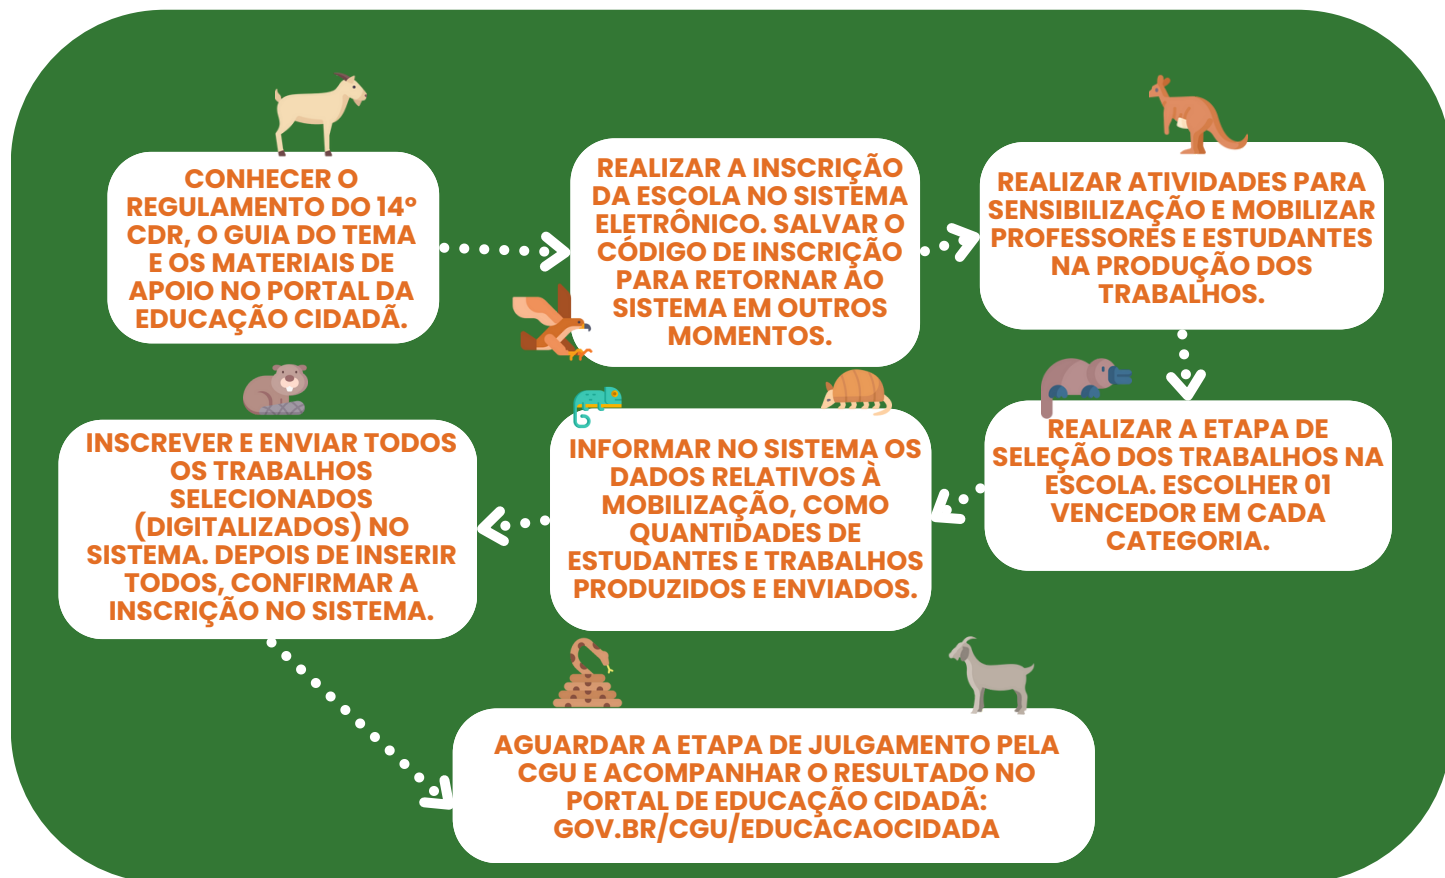 CONHECER O
REGULAMENTO DO 14º
CDR, O GUIA DO TEMA
E OS MATERIAIS DE
APOIO NO PORTAL DA
EDUCAÇÃO CIDADÃ.
REALIZAR A INSCRIÇÃO
DA ESCOLA NO SISTEMA
ELETRÔNICO. SALVAR O
CÓDIGO DE INSCRIÇÃO
PARA RETORNAR AO
SISTEMA EM OUTROS
MOMENTOS.
REALIZAR ATIVIDADES PARA
SENSIBILIZAÇÃO E MOBILIZAR
PROFESSORES E ESTUDANTES
NA PRODUÇÃO DOS
TRABALHOS.
REALIZAR A ETAPA DE
SELEÇÃO DOS TRABALHOS NA
ESCOLA. ESCOLHER 01
VENCEDOR EM CADA
CATEGORIA.
INFORMAR NO SISTEMA OS
DADOS RELATIVOS À
MOBILIZAÇÃO, COMO
QUANTIDADES DE
ESTUDANTES E TRABALHOS
PRODUZIDOS E ENVIADOS.
INSCREVER E ENVIAR TODOS
OS TRABALHOS
SELECIONADOS
(DIGITALIZADOS) NO
SISTEMA. DEPOIS DE INSERIR
TODOS, CONFIRMAR A
INSCRIÇÃO NO SISTEMA.
AGUARDAR A ETAPA DE JULGAMENTO PELA
CGU E ACOMPANHAR O RESULTADO NO
PORTAL DE EDUCAÇÃO CIDADÃ:
GOV.BR/CGU/EDUCACAOCIDADA